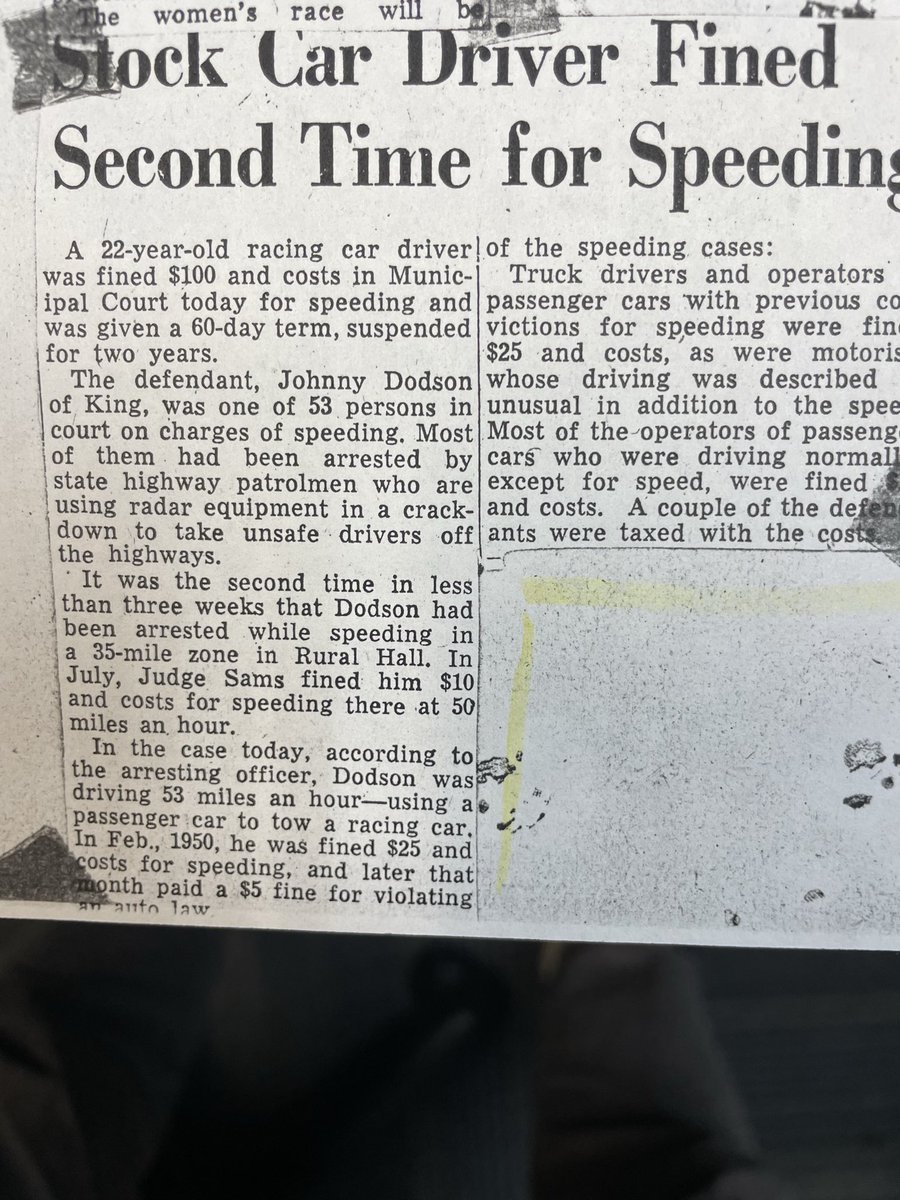 The women's race will be
Stock Car Driver Fined
Second Time for Speeding
A 22-year-old racing car driver
was fined $100 and costs in Munic-
ipal Court today for speeding and
was given a 60-day term, suspended
for two years.
The defendant, Johnny Dodson
of King, was one of 53 persons in
court on charges of speeding. Most
of them had been arrested by
state highway patrolmen who are
using radar equipment in a crack-
down to take unsafe drivers off
the highways.
It was the second time in less
than three weeks that Dodson had
been arrested while speeding in
a 35-mile zone in Rural Hall. In
July, Judge Sams fined him $10
and costs for speeding there at 50
miles an hour.
In the case today, according to
the arresting officer, Dodson was
driving 53 miles an hour—using a
passenger car to tow a racing car.
In Feb., 1950, he was fined $25 and
costs for speeding, and later that
month paid a $5 fine for violating
an auto law
of the speeding cases:
Truck drivers and operators
passenger cars with previous co
victions for speeding were fin
$25 and costs, as were motoris
whose driving was described
unusual in addition to the spee
Most of the operators of passeng
cars who were driving normall
except for speed, were fined
and costs. A couple of the defen
ants were taxed with the costs.